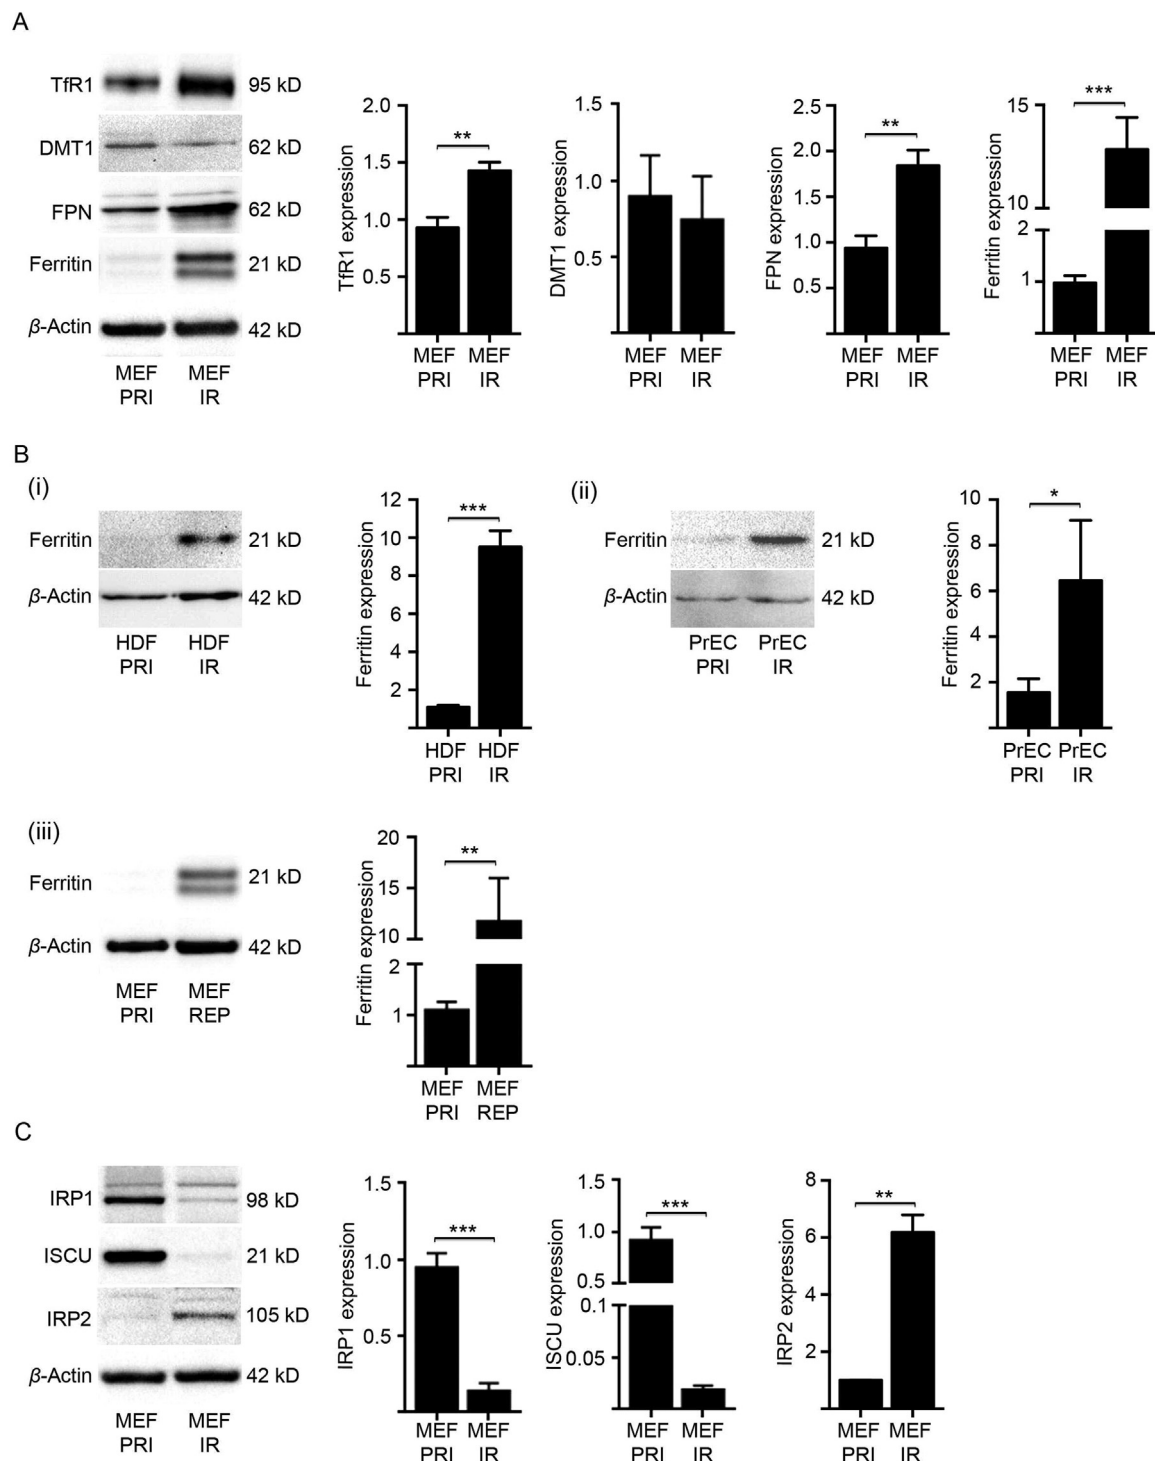 A
TfR1
95 kD
DMT1
62 kD
FPN
62 kD
Ferritin
21 kD
β-Actin
42 kD
MEF
PRI
MEF
IR
TfR1 expression
2.0
1.5
1.0
0.5
**
MEF
PRI
MEF
IR
DMT1 expression
1.5
1.0
0.5
MEF
PRI
MEF
IR
FPN expression
2.5
2.0
1.5
1.0
0.5
**
MEF
PRI
MEF
IR
Ferritin expression
15
10
2
1
***
MEF
PRI
MEF
IR
B
(i)
Ferritin
21 kD
β-Actin
42 kD
HDF
PRI
HDF
IR
Ferritin expression
12
10
8
6
4
2
***
HDF
PRI
HDF
IR
(ii)
Ferritin
21 kD
β-Actin
42 kD
PrEC
PRI
PrEC
IR
Ferritin expression
10
8
6
4
2
*
PrEC
PRI
PrEC
IR
(iii)
Ferritin
21 kD
β-Actin
42 kD
MEF
PRI
MEF
REP
Ferritin expression
20
15
10
2
1
**
MEF
PRI
MEF
REP
C
IRP1
98 kD
ISCU
21 kD
IRP2
105 kD
β-Actin
42 kD
MEF
PRI
MEF
IR
IRP1 expression
1.5
1.0
0.5
***
MEF
PRI
MEF
IR
ISCU expression
1.5
1.0
0.5
0.1
0.05
***
MEF
PRI
MEF
IR
IRP2 expression
8
6
4
2
**
MEF
PRI
MEF
IR